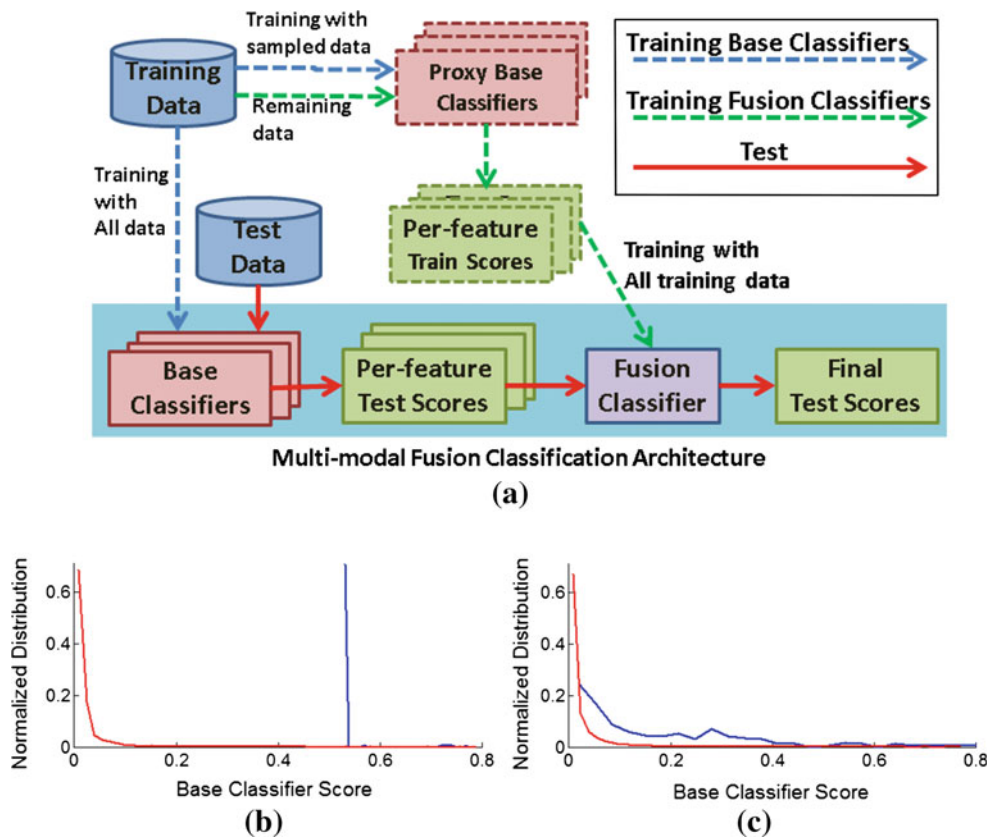 Training with
sampled data
Training
Data
Remaining
data
Proxy Base
Classifiers
Training Base Classifiers
Training Fusion Classifiers
Test
Training
with
All data
Test
Data
Per-feature
Train Scores
Training with
All training data
Base
Classifiers
Per-feature
Test Scores
Fusion
Classifier
Final
Test Scores
Multi-modal Fusion Classification Architecture
(a)
Normalized Distribution
0.6
0.4
0.2
0
0 0.2 0.4 0.6 0.8
Base Classifier Score
(b)
Normalized Distribution
0.6
0.4
0.2
0
0 0.2 0.4 0.6 0.8
Base Classifier Score
(c)